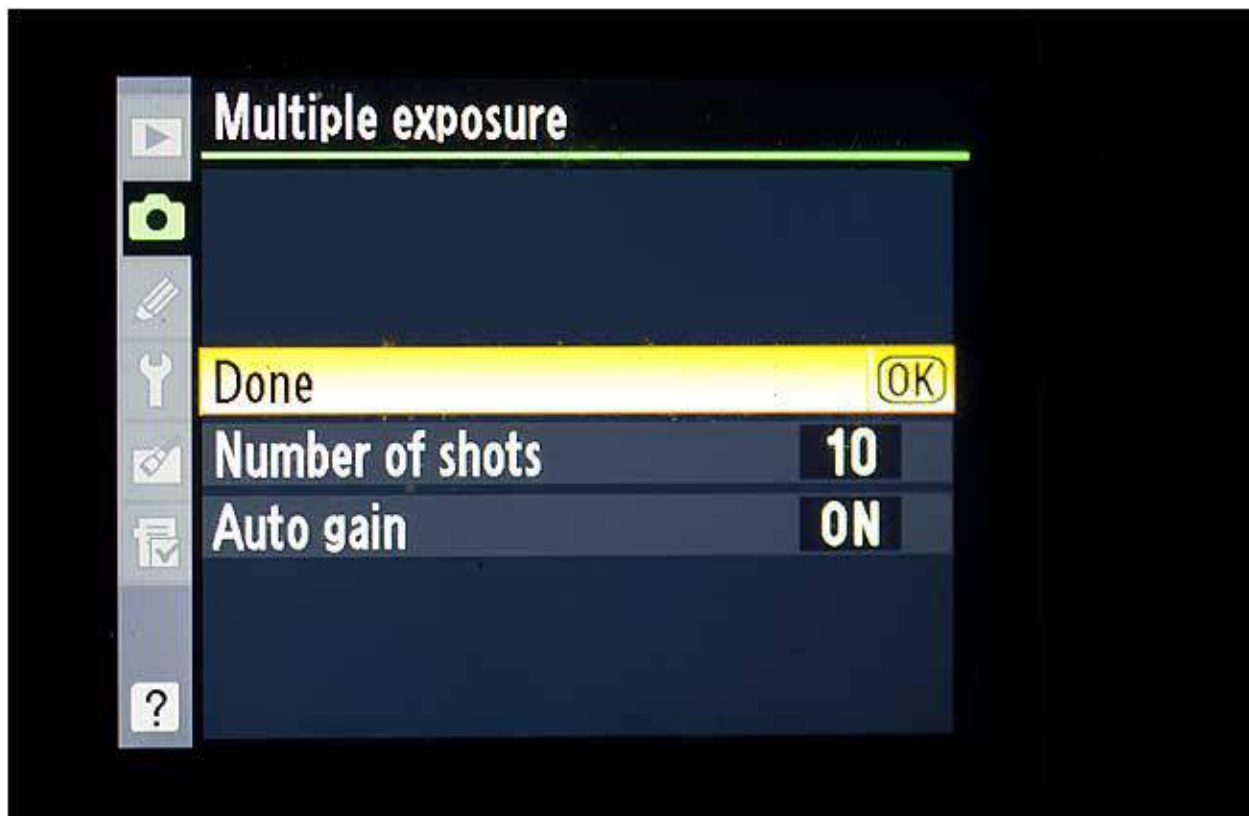 Multiple exposure
Done OK
Number of shots 10
Auto gain ON
?